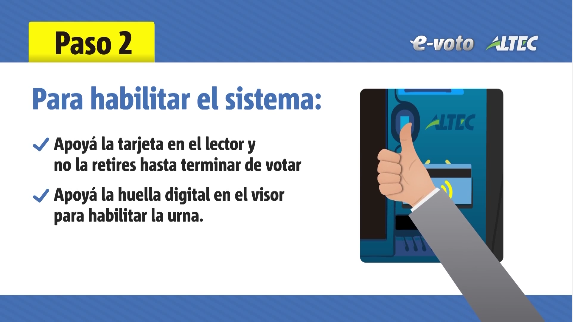 Paso 2
e-voto ALTEC
Para habilitar el sistema:
Apoyá la tarjeta en el lector y
no la retires hasta terminar de votar
Apoyá la huella digital en el visor
para habilitar la urna.
ALTEC